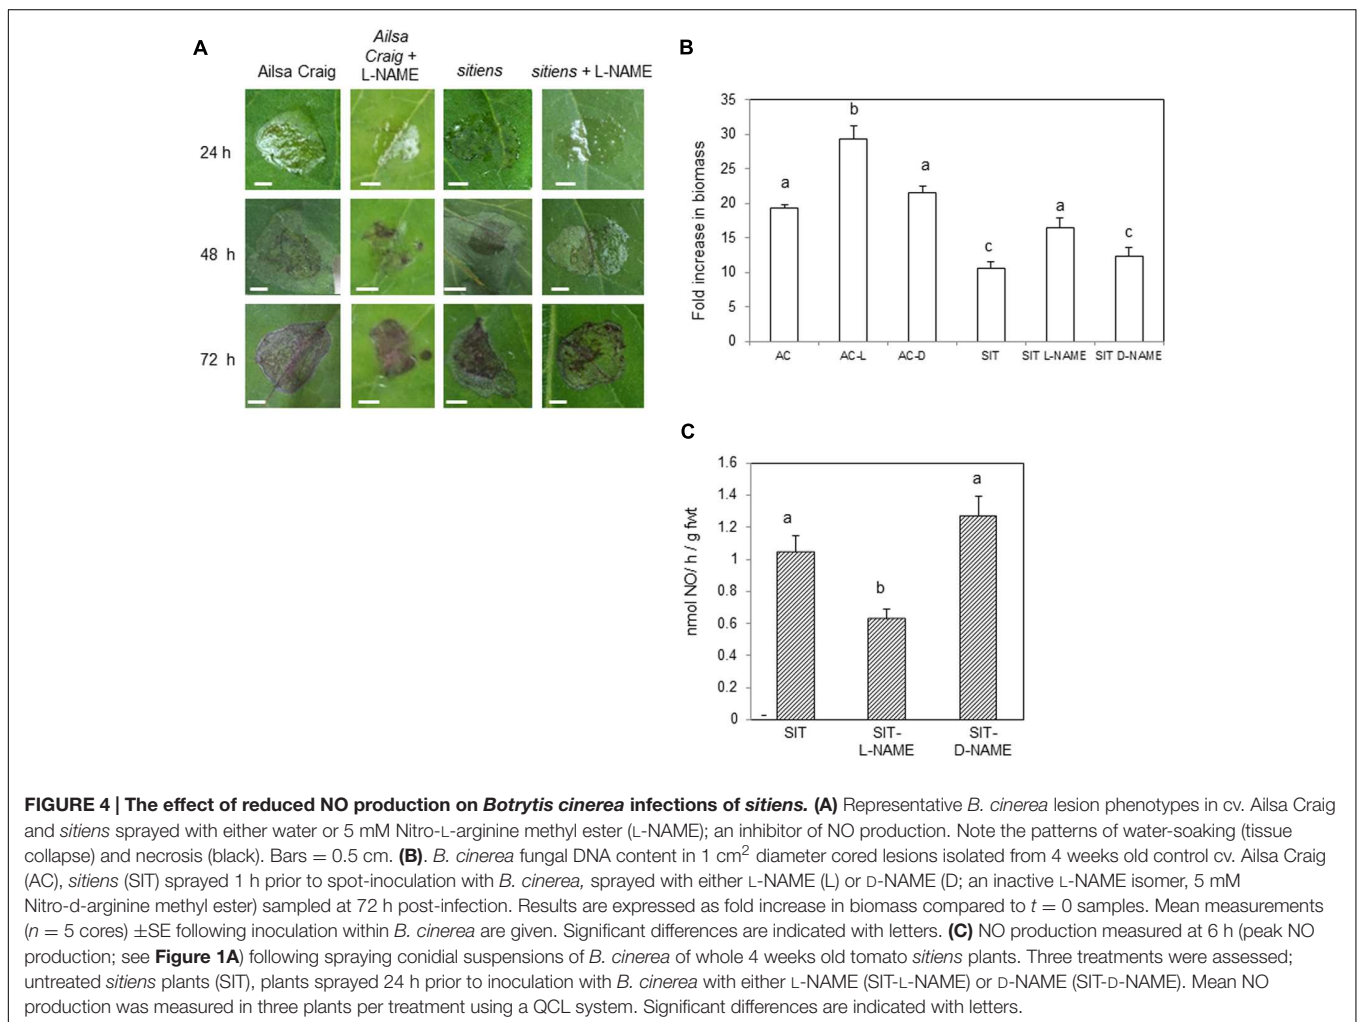 A
Ailsa Craig
Ailsa
Craig +
L-NAME
sitiens
sitiens + L-NAME
24 h
48 h
72 h
B
Fold increase in biomass
35
30
25
20
15
10
5
0
a
b
a
c
a
c
AC
AC-L
AC-D
SIT
SIT L-NAME
SIT D-NAME
C
nmol NO/ h / g fwt
1.6
1.4
1.2
1
0.8
0.6
0.4
0.2
0
a
b
a
SIT
SIT-
L-NAME
SIT-
D-NAME
FIGURE 4 | The effect of reduced NO production on Botrytis cinerea infections of sitiens. (A) Representative B. cinerea lesion phenotypes in cv. Ailsa Craig
and sitiens sprayed with either water or 5 mM Nitro-L-arginine methyl ester (L-NAME); an inhibitor of NO production. Note the patterns of water-soaking (tissue
collapse) and necrosis (black). Bars = 0.5 cm. (B). B. cinerea fungal DNA content in 1 cm² diameter cored lesions isolated from 4 weeks old control cv. Ailsa Craig
(AC), sitiens (SIT) sprayed 1 h prior to spot-inoculation with B. cinerea, sprayed with either L-NAME (L) or D-NAME (D; an inactive L-NAME isomer, 5 mM
Nitro-d-arginine methyl ester) sampled at 72 h post-infection. Results are expressed as fold increase in biomass compared to t = 0 samples. Mean measurements
(n = 5 cores) ±SE following inoculation within B. cinerea are given. Significant differences are indicated with letters. (C) NO production measured at 6 h (peak NO
production; see Figure 1A) following spraying conidial suspensions of B. cinerea of whole 4 weeks old tomato sitiens plants. Three treatments were assessed;
untreated sitiens plants (SIT), plants sprayed 24 h prior to inoculation with B. cinerea with either L-NAME (SIT-L-NAME) or D-NAME (SIT-D-NAME). Mean NO
production was measured in three plants per treatment using a QCL system. Significant differences are indicated with letters.